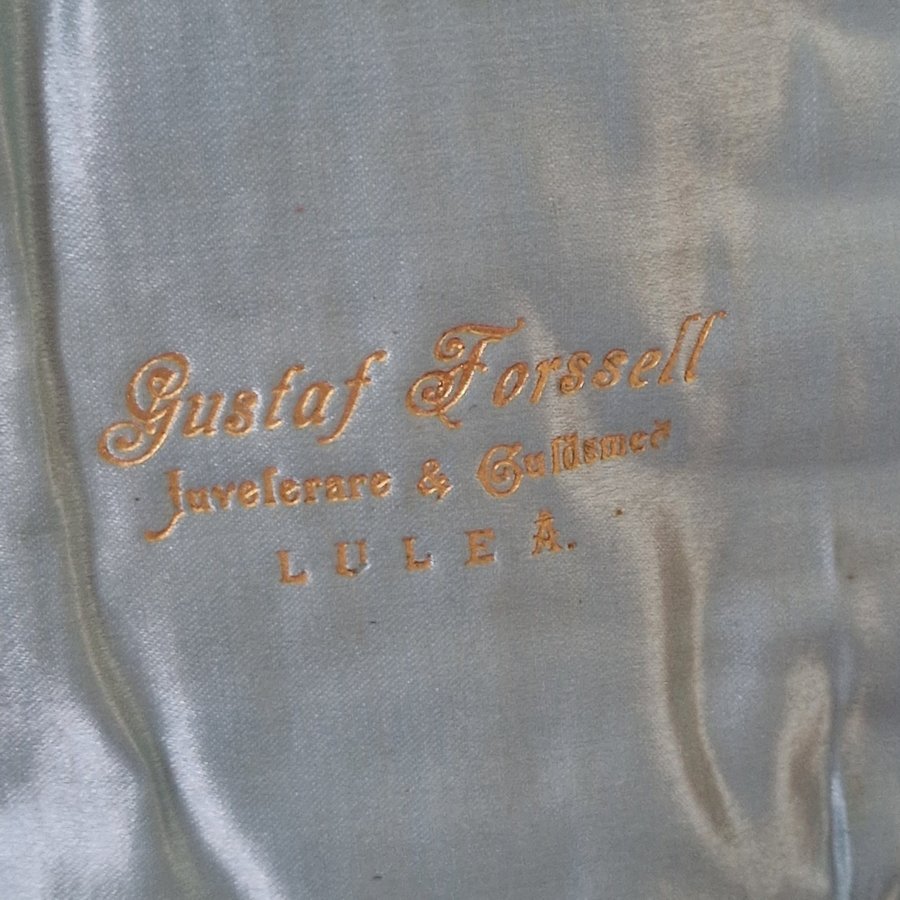 Gustaf Forssell
Juvelerare & Guldsmed
LULEÅ.